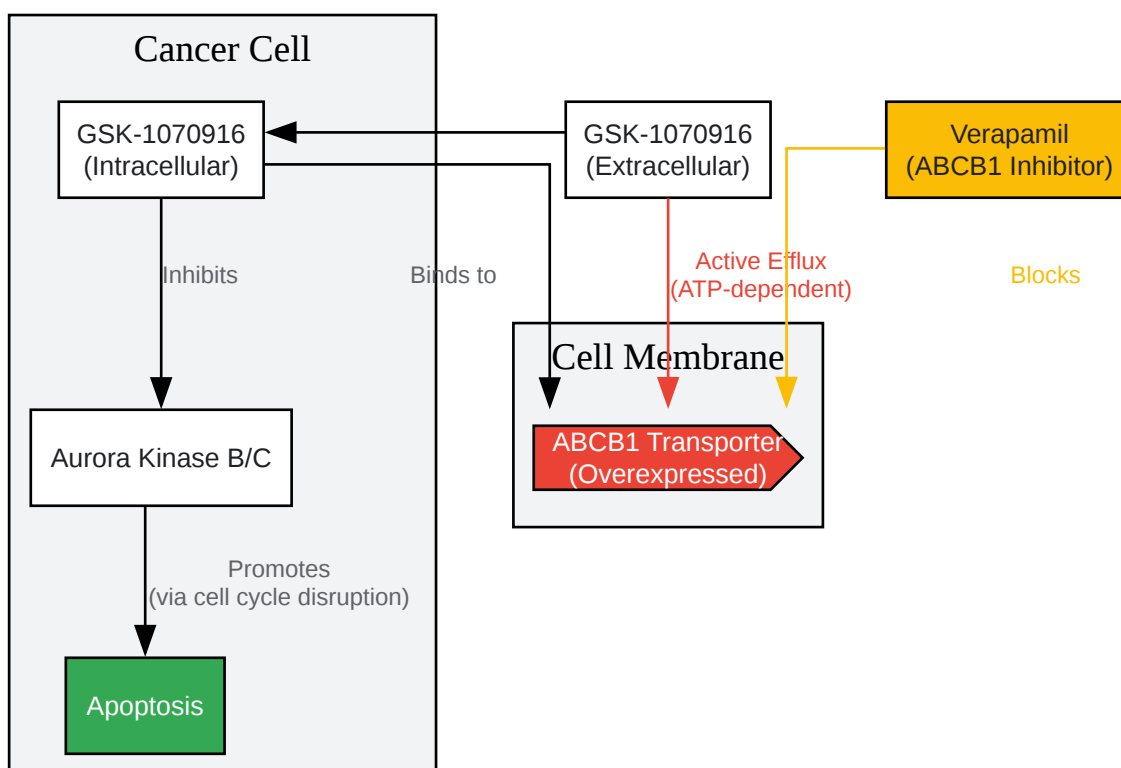 Cancer Cell
GSK-1070916
(Intracellular)
GSK-1070916
(Extracellular)
Verapamil
(ABCB1 Inhibitor)
Inhibits
Binds to
Active Efflux
(ATP-dependent)
Blocks
Cell Membrane
ABCB1 Transporter
(Overexpressed)
Aurora Kinase B/C
Promotes
(via cell cycle disruption)
Apoptosis